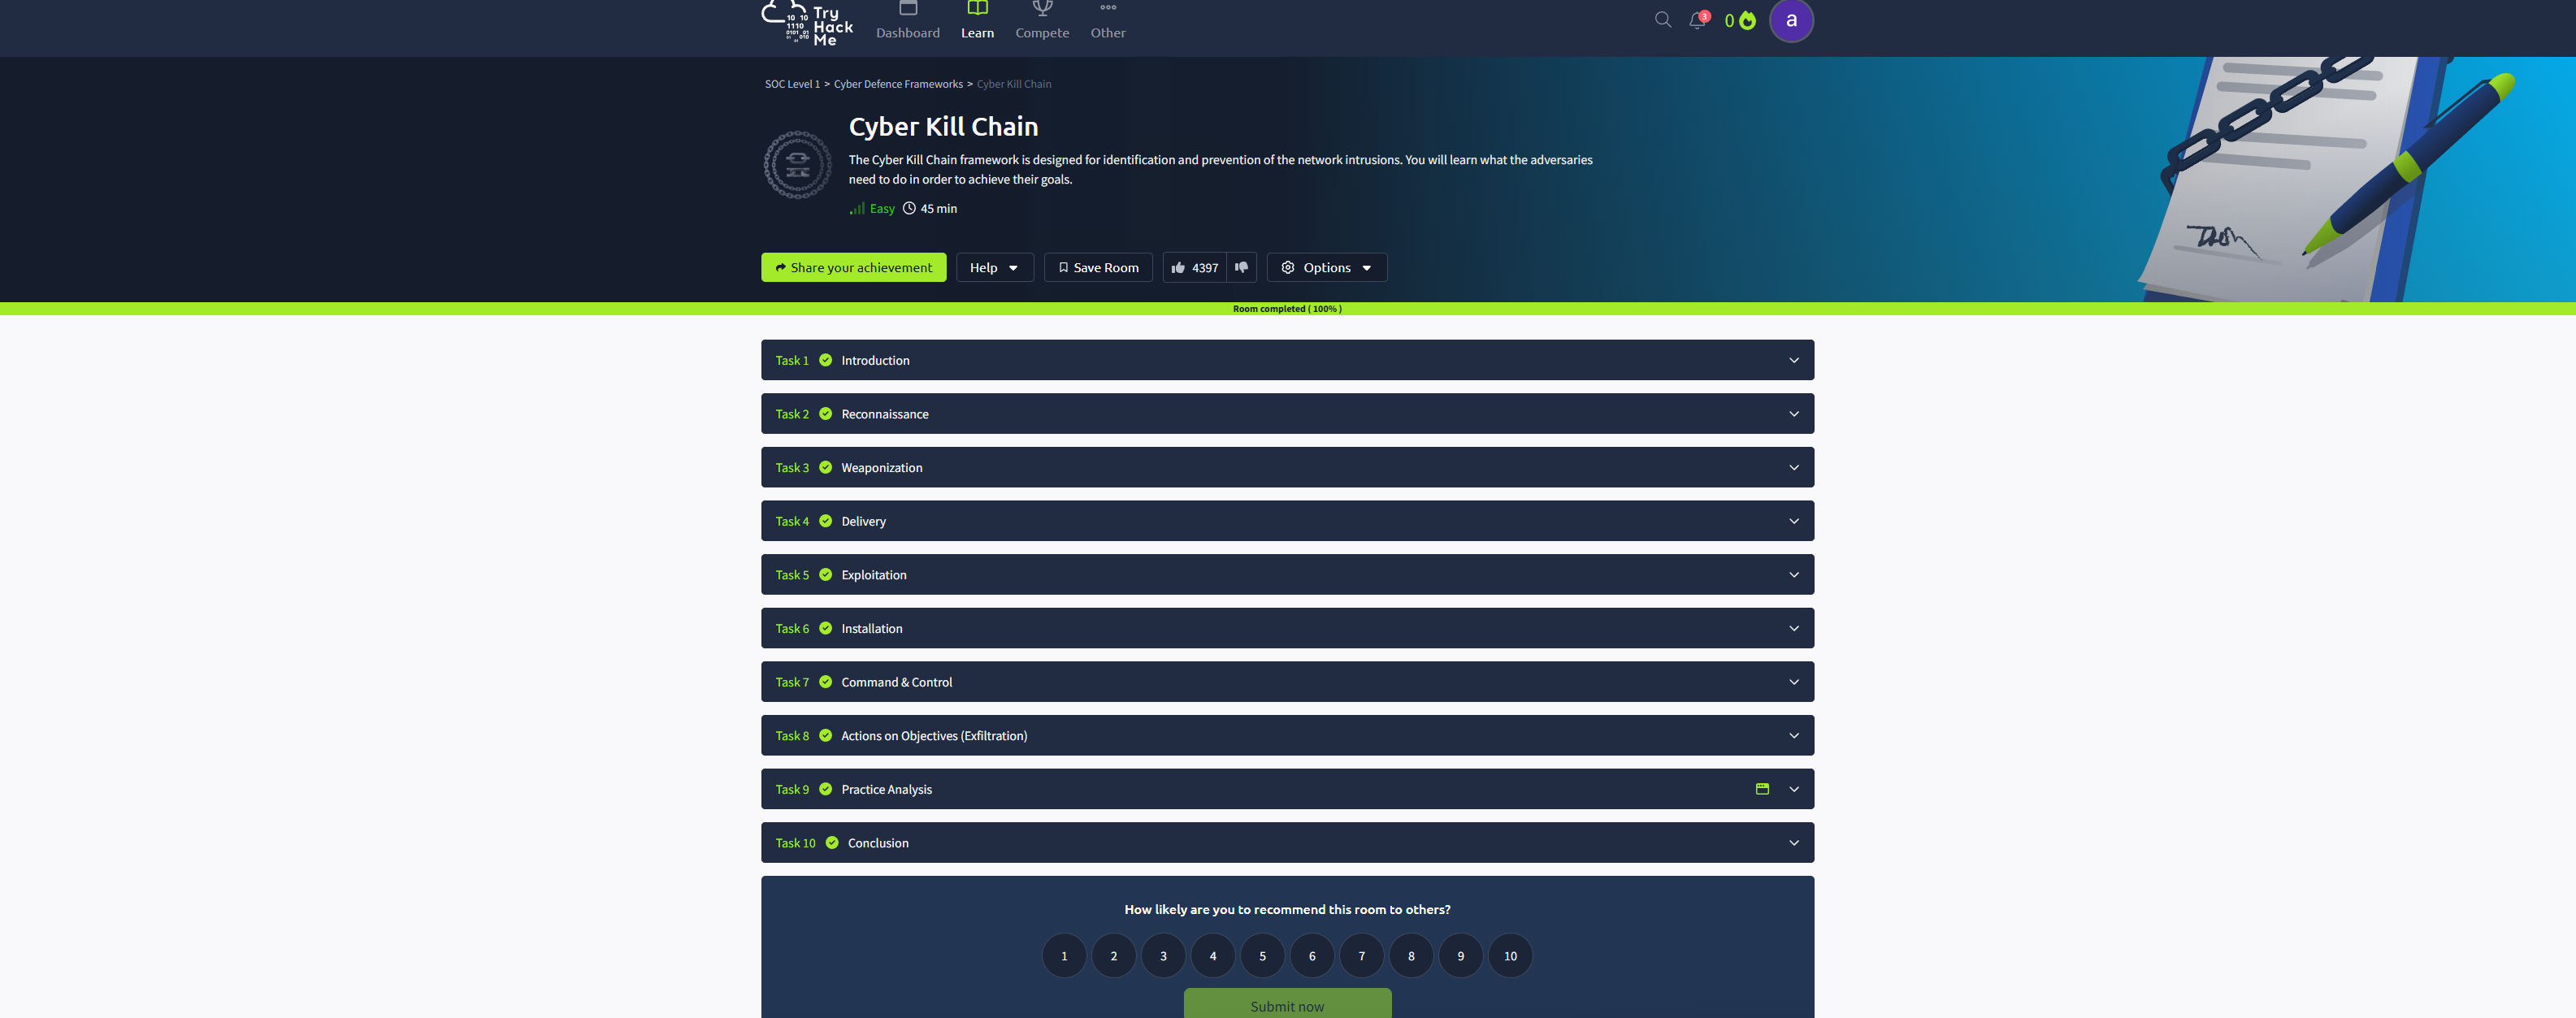 Try
Hack
Me
10 10
1110
0101 01
010
Dashboard
Learn
Compete
Other
3
0
a
SOC Level 1 > Cyber Defence Frameworks > Cyber Kill Chain
Cyber Kill Chain
The Cyber Kill Chain framework is designed for identification and prevention of the network intrusions. You will learn what the adversaries
need to do in order to achieve their goals.
Easy 45 min
Share your achievement
Help
Save Room
4397
Options
Room completed ( 100% )
Task 1 Introduction
Task 2 Reconnaissance
Task 3 Weaponization
Task 4 Delivery
Task 5 Exploitation
Task 6 Installation
Task 7 Command & Control
Task 8 Actions on Objectives (Exfiltration)
Task 9 Practice Analysis
Task 10 Conclusion
How likely are you to recommend this room to others?
1 2 3 4 5 6 7 8 9 10
Submit now